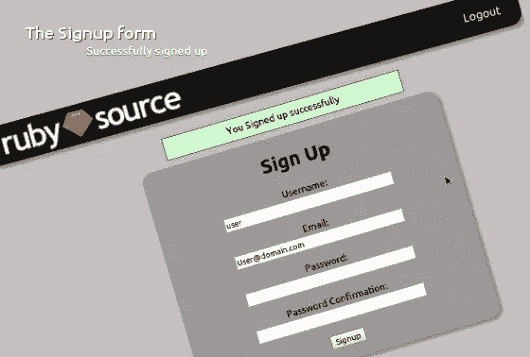 The Signup form
Successfully signed up
Logout
ruby source
You Signed up successfully
Sign Up
Username:
user
Email:
User@domain.com
Password:
Password Confirmation:
Signup